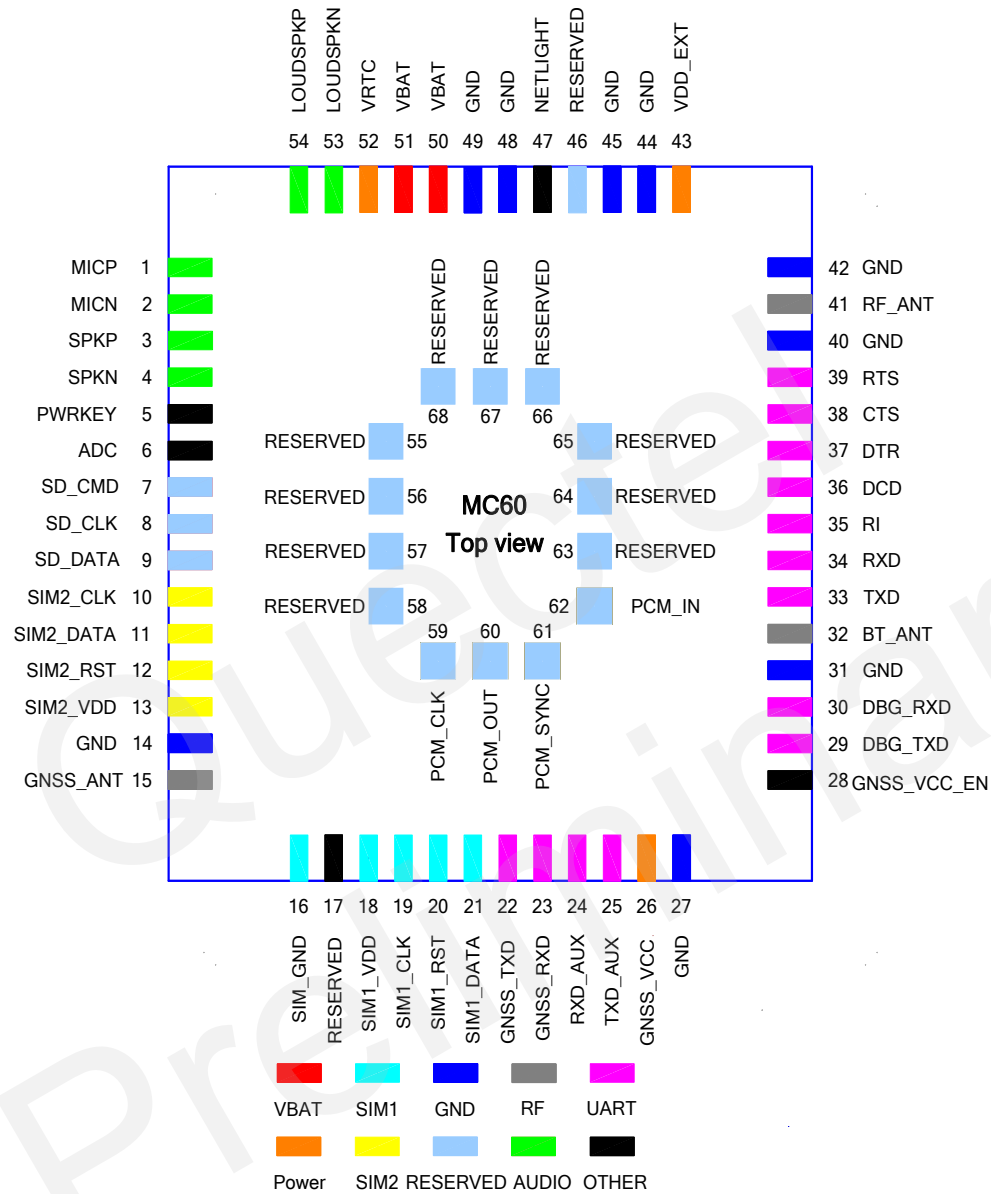 LOUDSPKP
LOUDSPKN
VRTC
VBAT
VBAT
GND
GND
NETLIGHT
RESERVED
GND
GND
VDD_EXT
54 53 52 51 50 49 48 47 46 45 44 43
MICP 1
MICN 2
SPKP 3
SPKN 4
PWRKEY 5
ADC 6
SD_CMD 7
SD_CLK 8
SD_DATA 9
SIM2_CLK 10
SIM2_DATA 11
SIM2_RST 12
SIM2_VDD 13
GND 14
GNSS_ANT 15
RESERVED
RESERVED
RESERVED
68 67 66
RESERVED 55
RESERVED 56
RESERVED 57
RESERVED 58
MC60
Top view
65 RESERVED
64 RESERVED
63 RESERVED
62 PCM_IN
59 60 61
PCM_CLK
PCM_OUT
PCM_SYNC
42 GND
41 RF_ANT
40 GND
39 RTS
38 CTS
37 DTR
36 DCD
35 RI
34 RXD
33 TXD
32 BT_ANT
31 GND
30 DBG_RXD
29 DBG_TXD
28 GNSS_VCC_EN
16 17 18 19 20 21 22 23 24 25 26 27
SIM_GND
RESERVED
SIM1_VDD
SIM1_CLK
SIM1_RST
SIM1_DATA
GNSS_TXD
GNSS_RXD
RXD_AUX
TXD_AUX
GNSS_VCC
GND
VBAT SIM1 GND RF UART
Power SIM2 RESERVED AUDIO OTHER
Quectel